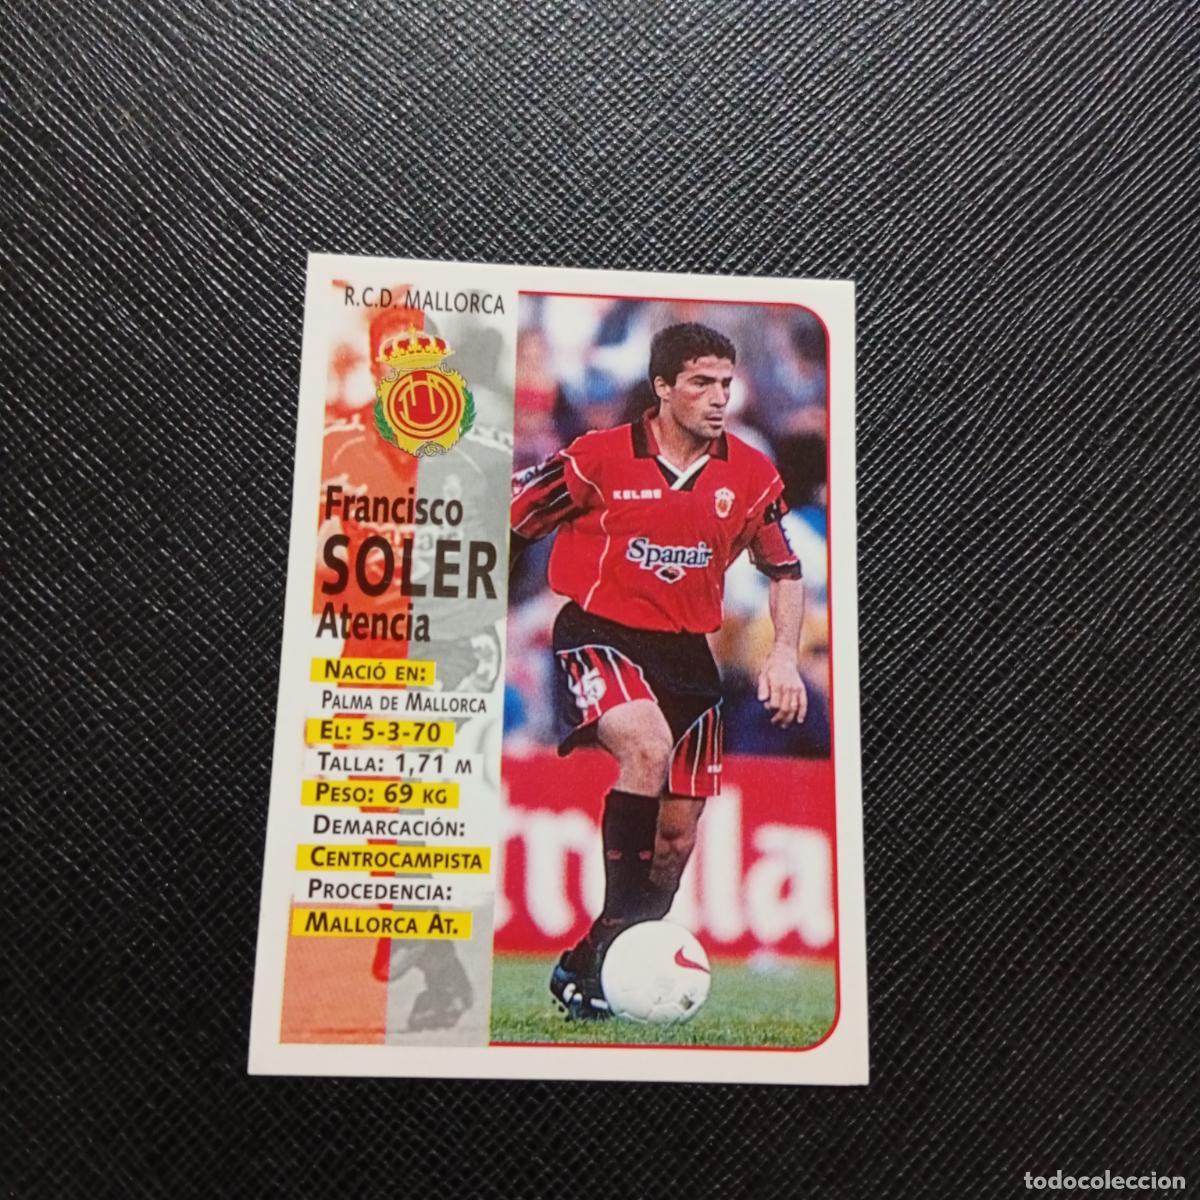 R.C.D. MALLORCA
Francisco
SOLER
Atencia
NACIÓ EN:
PALMA DE MALLORCA
EL: 5-3-70
TALLA: 1,71 M
PESO: 69 KG
DEMARCACIÓN:
CENTROCAMPISTA
PROCEDENCIA:
MALLORCA AT.
KELME
Spanair
todocoleccion